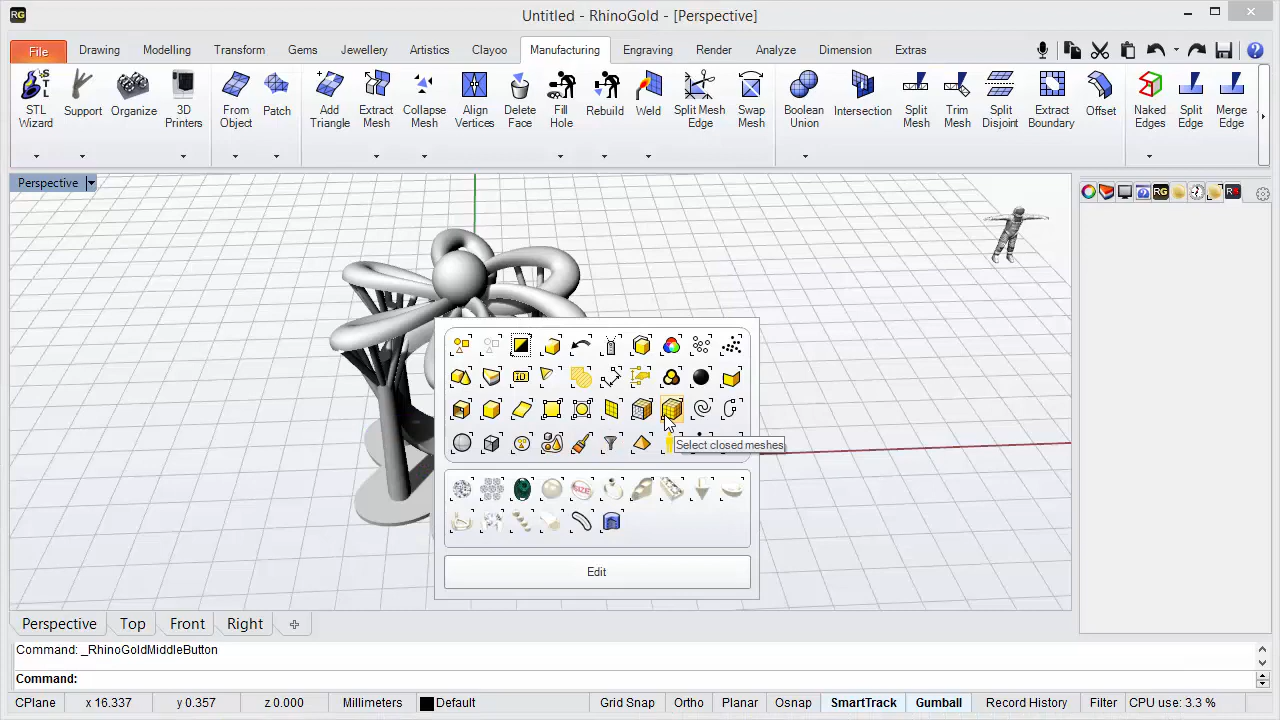 RG
Untitled - RhinoGold - [Perspective]
File Drawing Modelling Transform Gems Jewellery Artistics Clayoo Manufacturing Engraving Render Analyze Dimension Extras
STL Wizard
Support
Organize
3D Printers
From Object
Patch
Add Triangle
Extract Mesh
Collapse Mesh
Align Vertices
Delete Face
Fill Hole
Rebuild
Weld
Split Mesh Edge
Swap Mesh
Boolean Union
Intersection
Split Mesh
Trim Mesh
Split Disjoint
Extract Boundary
Offset
Naked Edges
Split Edge
Merge Edge
Perspective
RG
Select closed meshes
SIZE
Edit
Perspective Top Front Right
Command: _RhinoGoldMiddleButton
Command:
CPlane x 16.337 y 0.357 z 0.000 Millimeters Default Grid Snap Ortho Planar Osnap SmartTrack Gumball Record History Filter CPU use: 3.3 %